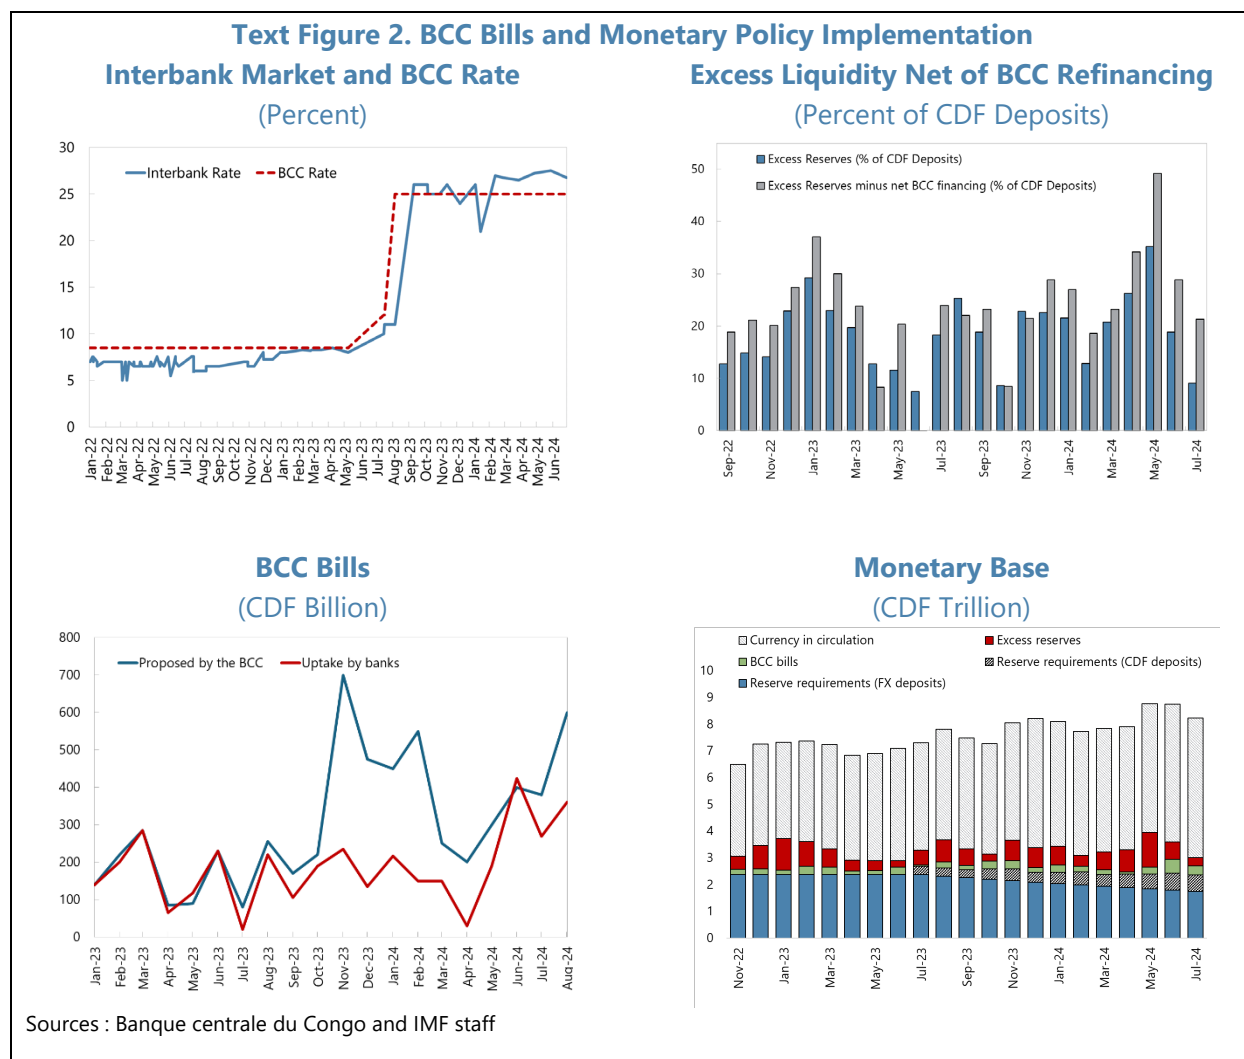 Text Figure 2. BCC Bills and Monetary Policy Implementation
Interbank Market and BCC Rate
(Percent)
30
25
20
15
10
5
0
Interbank Rate
BCC Rate
Jan-22
Feb-22
Mar-22
Apr-22
May-22
Jun-22
Jul-22
Aug-22
Sep-22
Oct-22
Nov-22
Dec-22
Jan-23
Feb-23
Mar-23
Apr-23
May-23
Jun-23
Jul-23
Aug-23
Sep-23
Oct-23
Nov-23
Dec-23
Jan-24
Feb-24
Mar-24
Apr-24
May-24
Jun-24
Excess Liquidity Net of BCC Refinancing
(Percent of CDF Deposits)
50
40
30
20
10
0
Excess Reserves (% of CDF Deposits)
Excess Reserves minus net BCC financing (% of CDF Deposits)
Sep-22
Nov-22
Jan-23
Mar-23
May-23
Jul-23
Sep-23
Nov-23
Jan-24
Mar-24
May-24
Jul-24
BCC Bills
(CDF Billion)
800
700
600
500
400
300
200
100
0
Proposed by the BCC
Uptake by banks
Jan-23
Feb-23
Mar-23
Apr-23
May-23
Jun-23
Jul-23
Aug-23
Sep-23
Oct-23
Nov-23
Dec-23
Jan-24
Feb-24
Mar-24
Apr-24
May-24
Jun-24
Jul-24
Aug-24
Monetary Base
(CDF Trillion)
Currency in circulation
Excess reserves
BCC bills
Reserve requirements (CDF deposits)
Reserve requirements (FX deposits)
10
9
8
7
6
5
4
3
2
1
0
Nov-22
Jan-23
Mar-23
May-23
Jul-23
Sep-23
Nov-23
Jan-24
Mar-24
May-24
Jul-24
Sources : Banque centrale du Congo and IMF staff